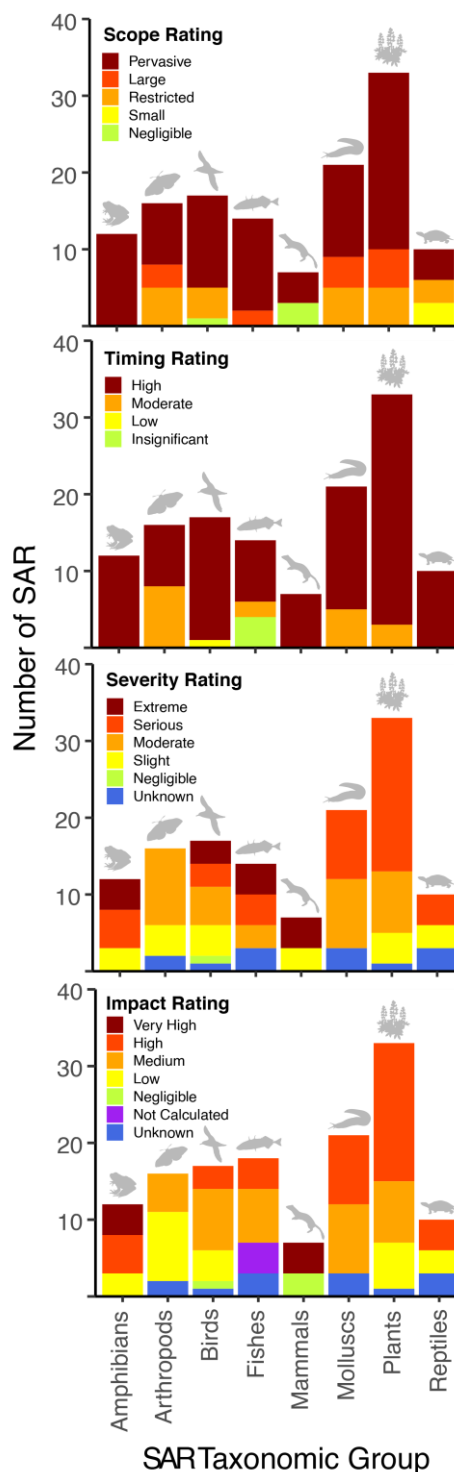 Number of SAR
40
30
20
10
Scope Rating
Pervasive
Large
Restricted
Small
Negligible
40
30
20
10
Timing Rating
High
Moderate
Low
Insignificant
40
30
20
10
Severity Rating
Extreme
Serious
Moderate
Slight
Negligible
Unknown
40
30
20
10
Impact Rating
Very High
High
Medium
Low
Negligible
Not Calculated
Unknown
Amphibians
Arthropods
Birds
Fishes
Mammals
Molluscs
Plants
Reptiles
SAR Taxonomic Group